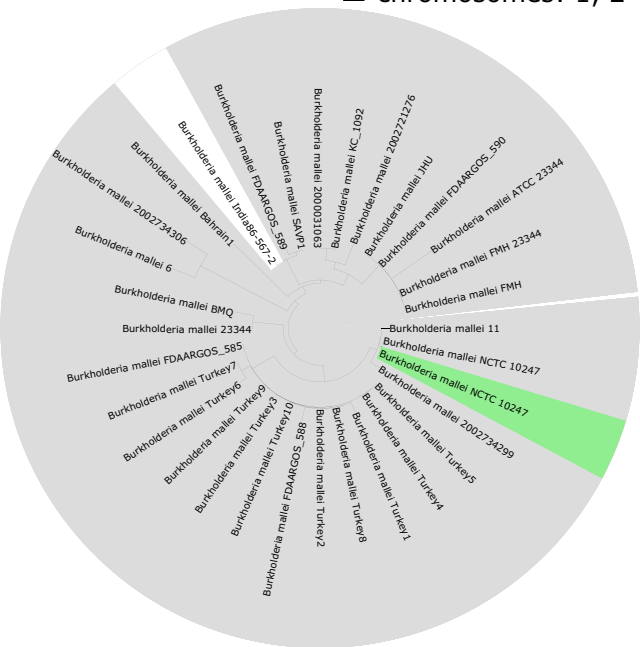 Chromosomes: 1, 2
Burkholderia mallei FDAARGOS_589
Burkholderia mallei SAVP1
Burkholderia mallei 2000031063
Burkholderia mallei KC_1092
Burkholderia mallei 2002721276
Burkholderia mallei JHU
Burkholderia mallei FDAARGOS_590
Burkholderia mallei ATCC 23344
Burkholderia mallei FMH 23344
Burkholderia mallei FMH
Burkholderia mallei 11
Burkholderia mallei NCTC 10247
Burkholderia mallei NCTC 10247
Burkholderia mallei 2002734299
Burkholderia mallei Turkey5
Burkholderia mallei Turkey4
Burkholderia mallei Turkey1
Burkholderia mallei Turkey8
Burkholderia mallei Turkey2
Burkholderia mallei FDAARGOS_588
Burkholderia mallei Turkey10
Burkholderia mallei Turkey3
Burkholderia mallei Turkey9
Burkholderia mallei Turkey6
Burkholderia mallei Turkey7
Burkholderia mallei FDAARGOS_585
Burkholderia mallei 23344
Burkholderia mallei BMQ
Burkholderia mallei 6
Burkholderia mallei 2002734306
Burkholderia mallei Bahrain1
Burkholderia mallei India86-567-2